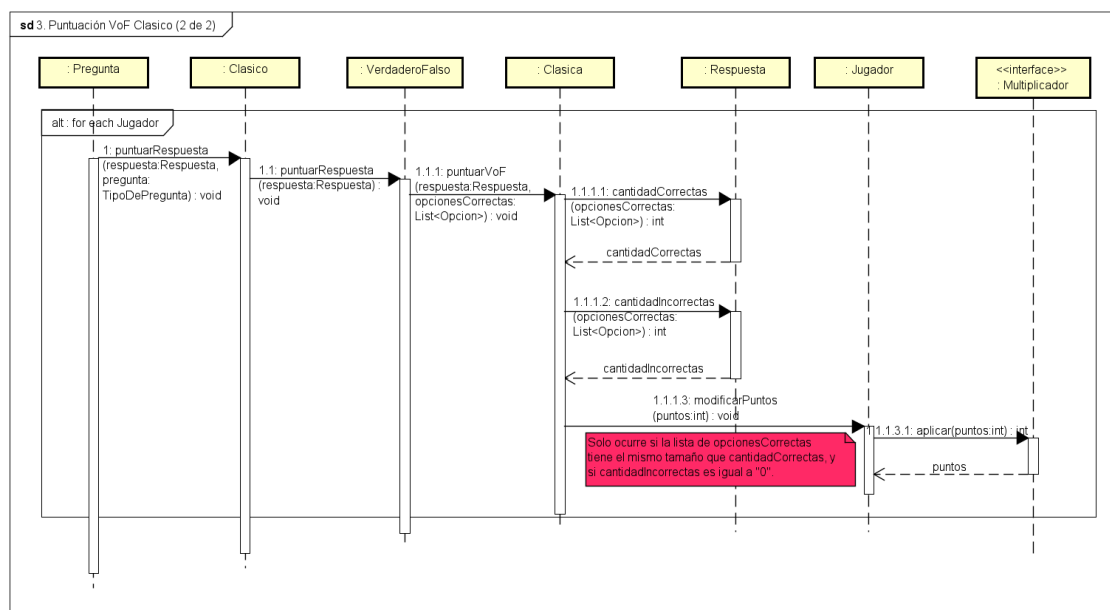 sd 3. Puntuación VoF Clasico (2 de 2)
: Pregunta
: Clasico
: VerdaderoFalso
: Clasica
: Respuesta
: Jugador
<<interface>>
: Multiplicador
alt : for each Jugador
1: puntuarRespuesta
(respuesta:Respuesta,
pregunta:
TipoDePregunta) : void
1.1: puntuarRespuesta
(respuesta:Respuesta) :
void
1.1.1: puntuarVoF
(respuesta:Respuesta,
opcionesCorrectas:
List<Opcion>) : void
1.1.1.1: cantidadCorrectas
(opcionesCorrectas:
List<Opcion>) : int
cantidadCorrectas
1.1.1.2: cantidadIncorrectas
(opcionesCorrectas:
List<Opcion>) : int
cantidadIncorrectas
1.1.1.3: modificarPuntos
(puntos:int) : void
1.1.1.3.1: aplicar(puntos:int) : int
puntos
Solo ocurre si la lista de opcionesCorrectas
tiene el mismo tamaño que cantidadCorrectas, y
si cantidadIncorrectas es igual a "0".